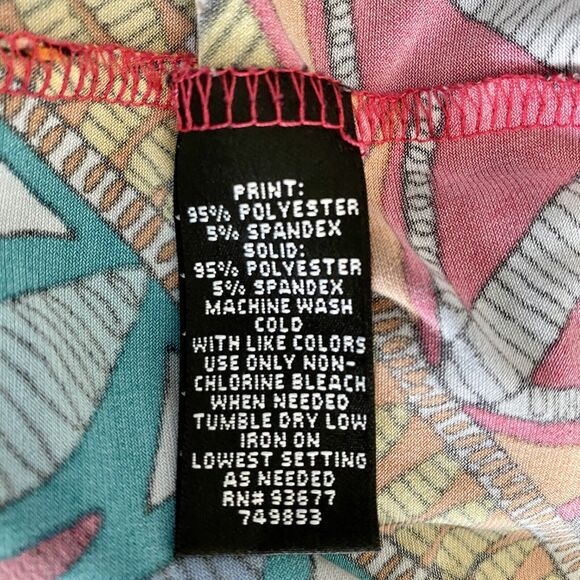 PRINT:
95% POLYESTER
5% SPANDEX
SOLID:
95% POLYESTER
5% SPANDEX
MACHINE WASH
COLD
WITH LIKE COLORS
USE ONLY NON-
CHLORINE BLEACH
WHEN NEEDED
TUMBLE DRY LOW
IRON ON
LOWEST SETTING
AS NEEDED
RN# 93677
749853